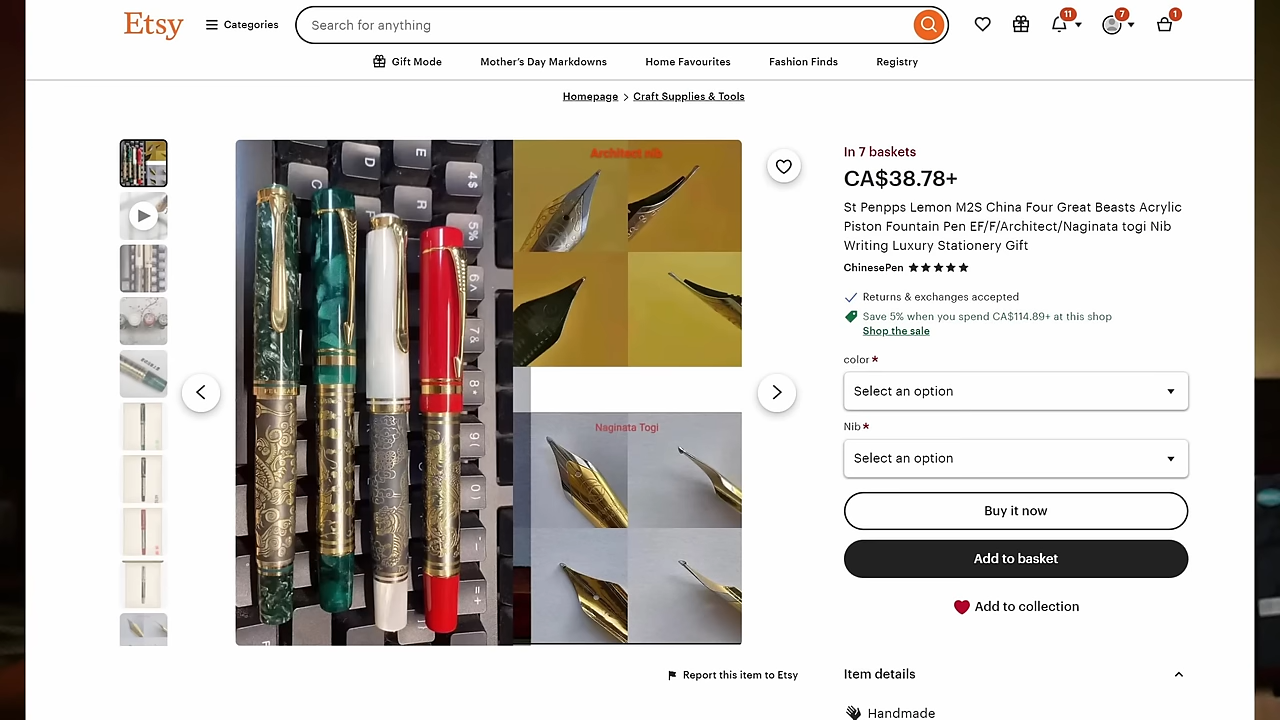 Etsy
Categories
Search for anything
11
7
1
Gift Mode
Mother's Day Markdowns
Home Favourites
Fashion Finds
Registry
Homepage
Craft Supplies & Tools
Architect nib
Naginata Togi
In 7 baskets
CA$38.78+
St Penpps Lemon M2S China Four Great Beasts Acrylic
Piston Fountain Pen EF/F/Architect/Naginata togi Nib
Writing Luxury Stationery Gift
ChinesePen
Returns & exchanges accepted
Save 5% when you spend CA$114.89+ at this shop
Shop the sale
color *
Select an option
Nib *
Select an option
Buy it now
Add to basket
Add to collection
Report this item to Etsy
Item details
Handmade